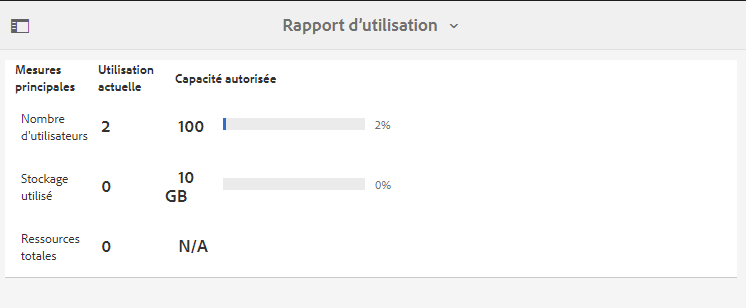 Rapport d'utilisation
Mesures principales Utilisation actuelle Capacité autorisée
Nombre d'utilisateurs 2 100 2%
Stockage utilisé 0 10 GB 0%
Ressources totales 0 N/A